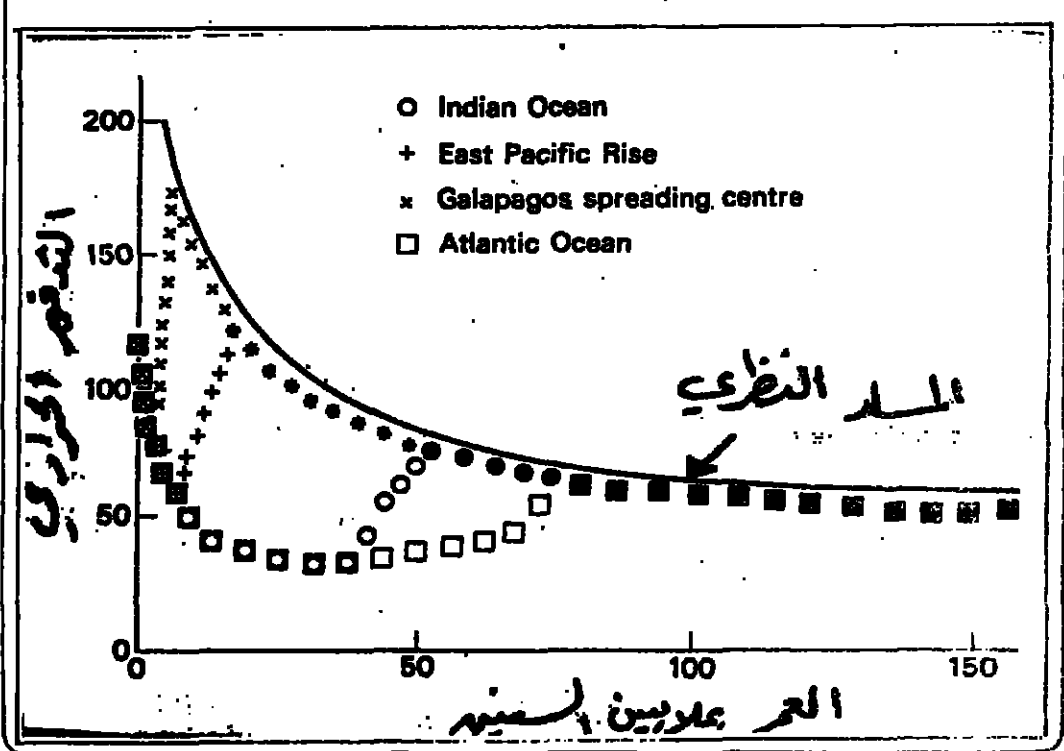 200
150
100
50
0
0 50 100 150
o Indian Ocean
+ East Pacific Rise
x Galapagos spreading centre
□ Atlantic Ocean
الحراري
النظري
العمر بملايين السنين